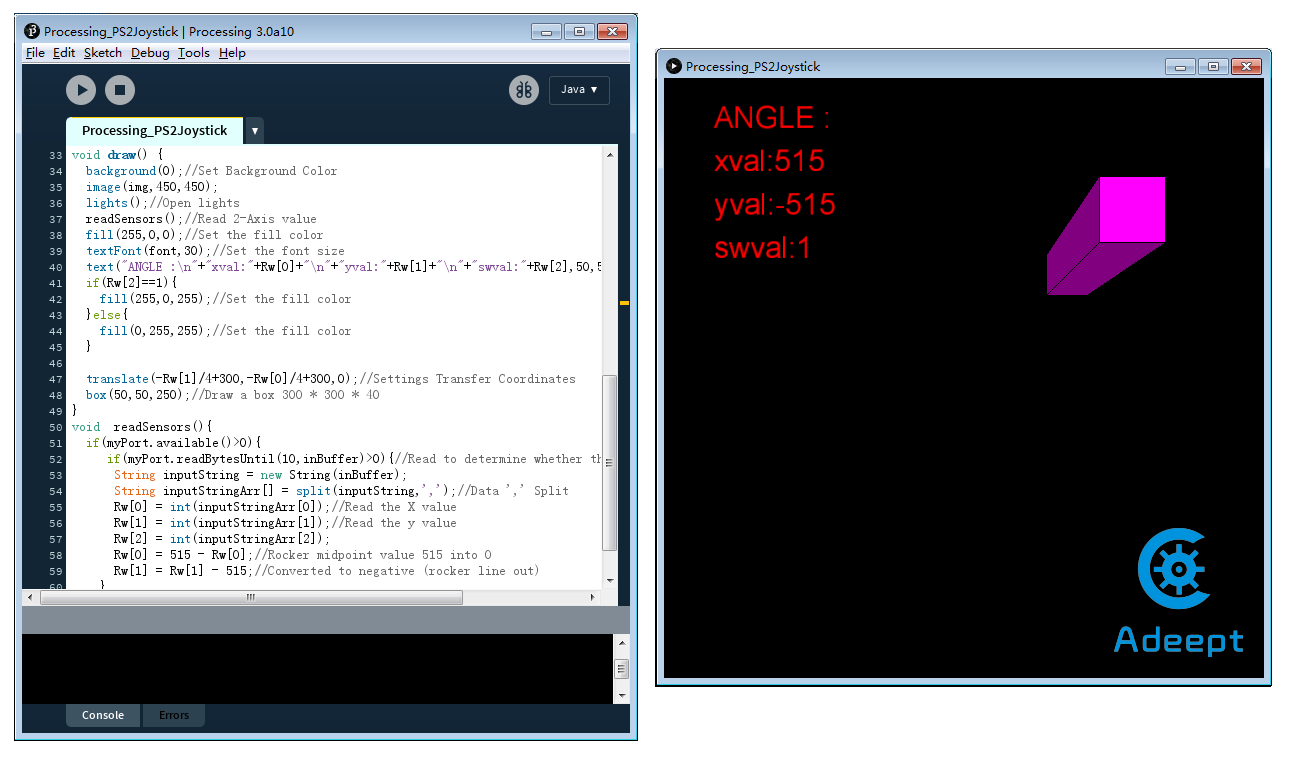 Processing_PS2Joystick | Processing 3.0a10
File Edit Sketch Debug Tools Help
Java ▼
Processing_PS2Joystick ▼
33 void draw() {
34 background(0);//Set Background Color
35 image(img,450,450);
36 lights();//Open lights
37 readSensors();//Read 2-Axis value
38 fill(255,0,0);//Set the fill color
39 textFont(font,30);//Set the font size
40 text("ANGLE :\n"+"xval:"+Rw[0]+"\n"+"yval:"+Rw[1]+"\n"+"swval:"+Rw[2],50,5
41 if(Rw[2]==1){
42 fill(255,0,255);//Set the fill color
43 }else{
44 fill(0,255,255);//Set the fill color
45 }
46
47 translate(-Rw[1]/4+300,-Rw[0]/4+300,0);//Settings Transfer Coordinates
48 box(50,50,250);//Draw a box 300 * 300 * 40
49 }
50 void readSensors(){
51 if(myPort.available()>0){
52 if(myPort.readBytesUntil(10,inBuffer)>0){//Read to determine whether th
53 String inputString = new String(inBuffer);
54 String inputStringArr[] = split(inputString,',');//Data ',' Split
55 Rw[0] = int(inputStringArr[0]);//Read the X value
56 Rw[1] = int(inputStringArr[1]);//Read the y value
57 Rw[2] = int(inputStringArr[2]);
58 Rw[0] = 515 - Rw[0];//Rocker midpoint value 515 into 0
59 Rw[1] = Rw[1] - 515;//Converted to negative (rocker line out)
60 }
Console Errors
Processing_PS2Joystick
ANGLE :
xval:515
yval:-515
swval:1
Adeept